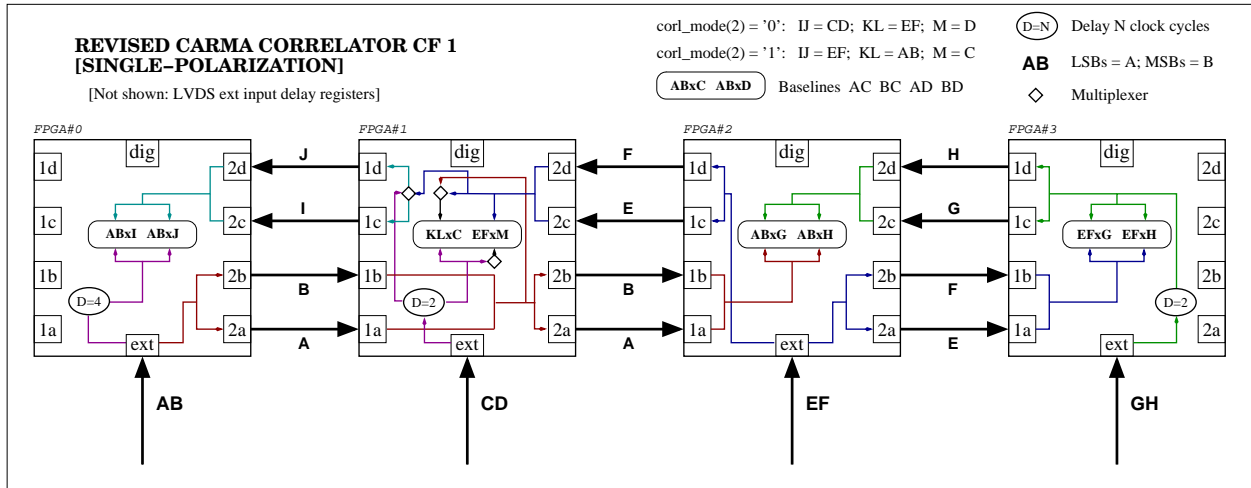 REVISED CARMA CORRELATOR CF 1
[SINGLE−POLARIZATION]
[Not shown: LVDS ext input delay registers]
corl_mode(2) = '0': IJ = CD; KL = EF; M = D
corl_mode(2) = '1': IJ = EF; KL = AB; M = C
ABxC ABxD Baselines AC BC AD BD
D=N Delay N clock cycles
AB LSBs = A; MSBs = B
Multiplexer
FPGA#0
dig
1d
1c
1b
1a
2d
2c
2b
2a
ABxI ABxJ
D=4
ext
AB
J
I
B
A
FPGA#1
dig
1d
1c
1b
1a
2d
2c
2b
2a
KLxC EFxM
D=2
ext
CD
F
E
B
A
FPGA#2
dig
1d
1c
1b
1a
2d
2c
2b
2a
ABxG ABxH
ext
EF
H
G
F
E
FPGA#3
dig
1d
1c
1b
1a
2d
2c
2b
2a
EFxG EFxH
D=2
ext
GH